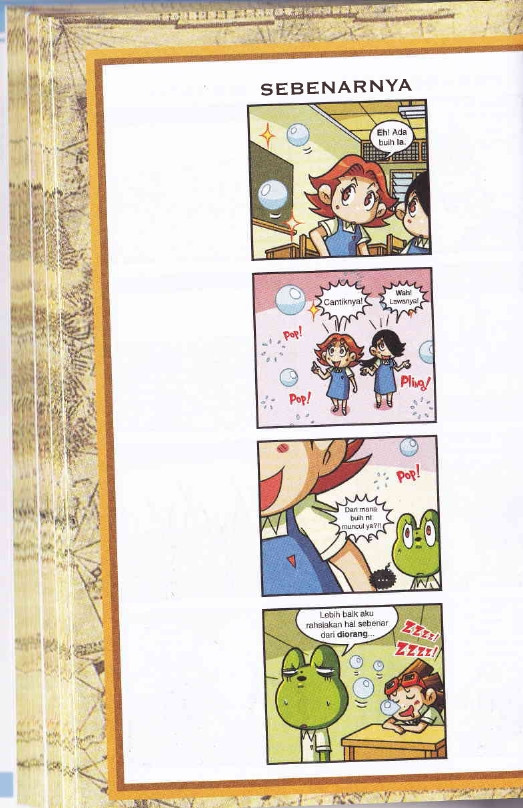 SEBENARNYA
Eh! Ada
buih la.
Cantiknya!
Wah!
Lawanya!
Pop!
Pop!
Pling!
Pop!
Dari mana
buih ni
muncul ya?!!
...
Lebih baik aku
rahsiakan hal sebenar
dari diorang...
ZZZZ!
ZZZZ!